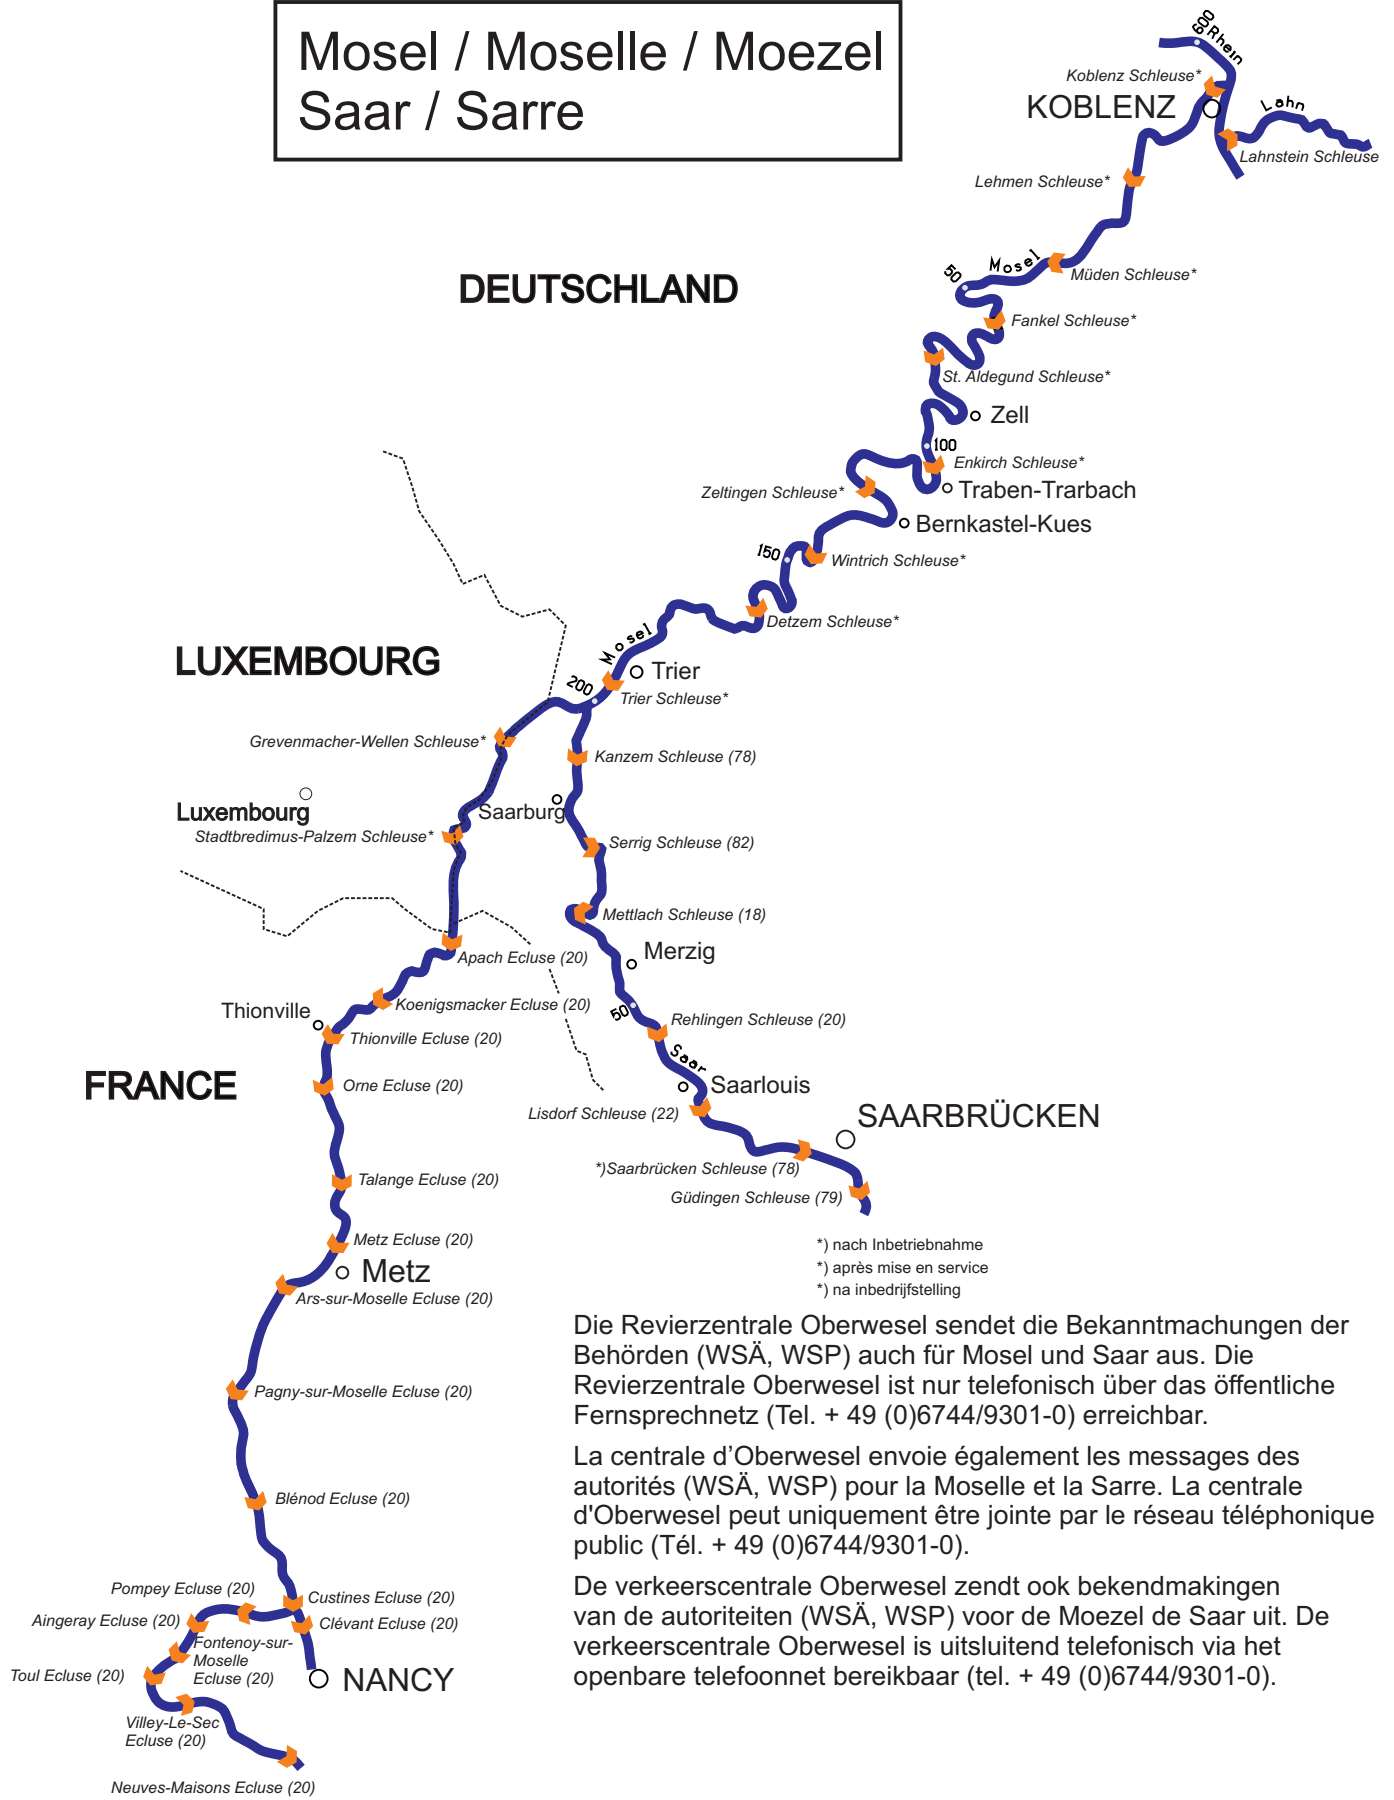 Mosel / Moselle / Moezel
Saar / Sarre
600
Rhein
Koblenz Schleuse*
KOBLENZ
Lahn
Lahnstein Schleuse
Lehmen Schleuse*
DEUTSCHLAND
50
Mosel
Müden Schleuse*
Fankel Schleuse*
St. Aldegund Schleuse*
Zell
100
Enkirch Schleuse*
Zeltingen Schleuse*
Traben-Trarbach
Bernkastel-Kues
150
Wintrich Schleuse*
Detzem Schleuse*
Mosel
LUXEMBOURG
Trier
200
Trier Schleuse*
Grevenmacher-Wellen Schleuse*
Kanzem Schleuse (78)
Luxembourg
Saarburg
Stadtbredimus-Palzem Schleuse*
Serrig Schleuse (82)
Mettlach Schleuse (18)
Merzig
Apach Ecluse (20)
Koenigsmacker Ecluse (20)
Thionville
50
Rehlingen Schleuse (20)
Thionville Ecluse (20)
Saar
FRANCE
Orne Ecluse (20)
Saarlouis
Lisdorf Schleuse (22)
SAARBRÜCKEN
*)Saarbrücken Schleuse (78)
Talange Ecluse (20)
Güdingen Schleuse (79)
Metz Ecluse (20)
*) nach Inbetriebnahme
*) après mise en service
*) na inbedrijfstelling
Metz
Ars-sur-Moselle Ecluse (20)
Die Revierzentrale Oberwesel sendet die Bekanntmachungen der
Behörden (WSÄ, WSP) auch für Mosel und Saar aus. Die
Revierzentrale Oberwesel ist nur telefonisch über das öffentliche
Fernsprechnetz (Tel. + 49 (0)6744/9301-0) erreichbar.
La centrale d’Oberwesel envoie également les messages des
autorités (WSÄ, WSP) pour la Moselle et la Sarre. La centrale
d'Oberwesel peut uniquement être jointe par le réseau téléphonique
public (Tél. + 49 (0)6744/9301-0).
De verkeerscentrale Oberwesel zendt ook bekendmakingen
van de autoriteiten (WSÄ, WSP) voor de Moezel de Saar uit. De
verkeerscentrale Oberwesel is uitsluitend telefonisch via het
openbare telefoonnet bereikbaar (tel. + 49 (0)6744/9301-0).
Pagny-sur-Moselle Ecluse (20)
Blénod Ecluse (20)
Pompey Ecluse (20)
Custines Ecluse (20)
Aingeray Ecluse (20)
Clévant Ecluse (20)
Fontenoy-sur-
Moselle
Ecluse (20)
Toul Ecluse (20)
NANCY
Villey-Le-Sec
Ecluse (20)
Neuves-Maisons Ecluse (20)